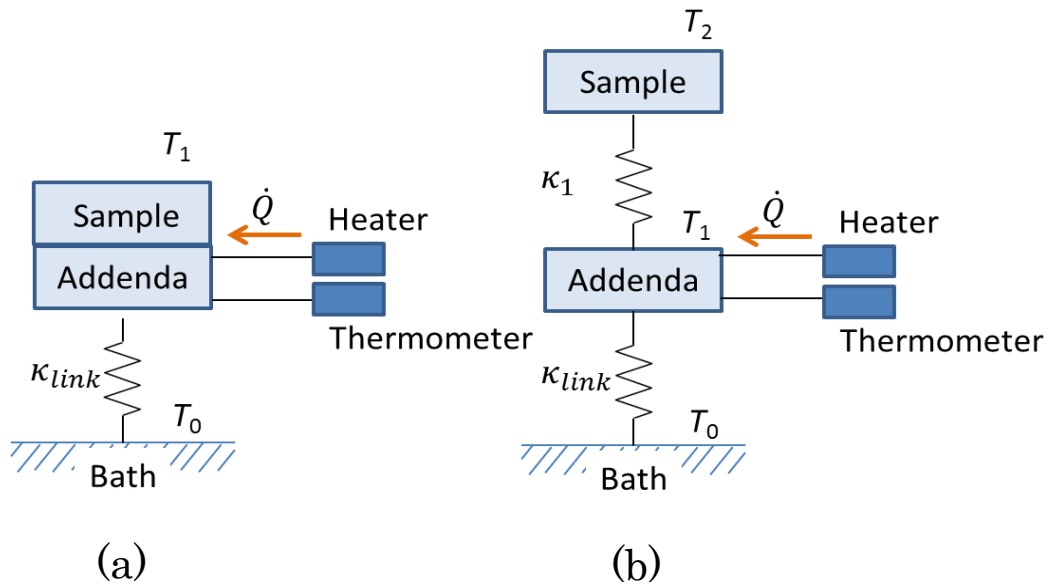 T1
Sample
Addenda
Q̇
Heater
Thermometer
κlink
T0
Bath
(a)
T2
Sample
κ1
T1
Q̇
Heater
Addenda
Thermometer
κlink
T0
Bath
(b)